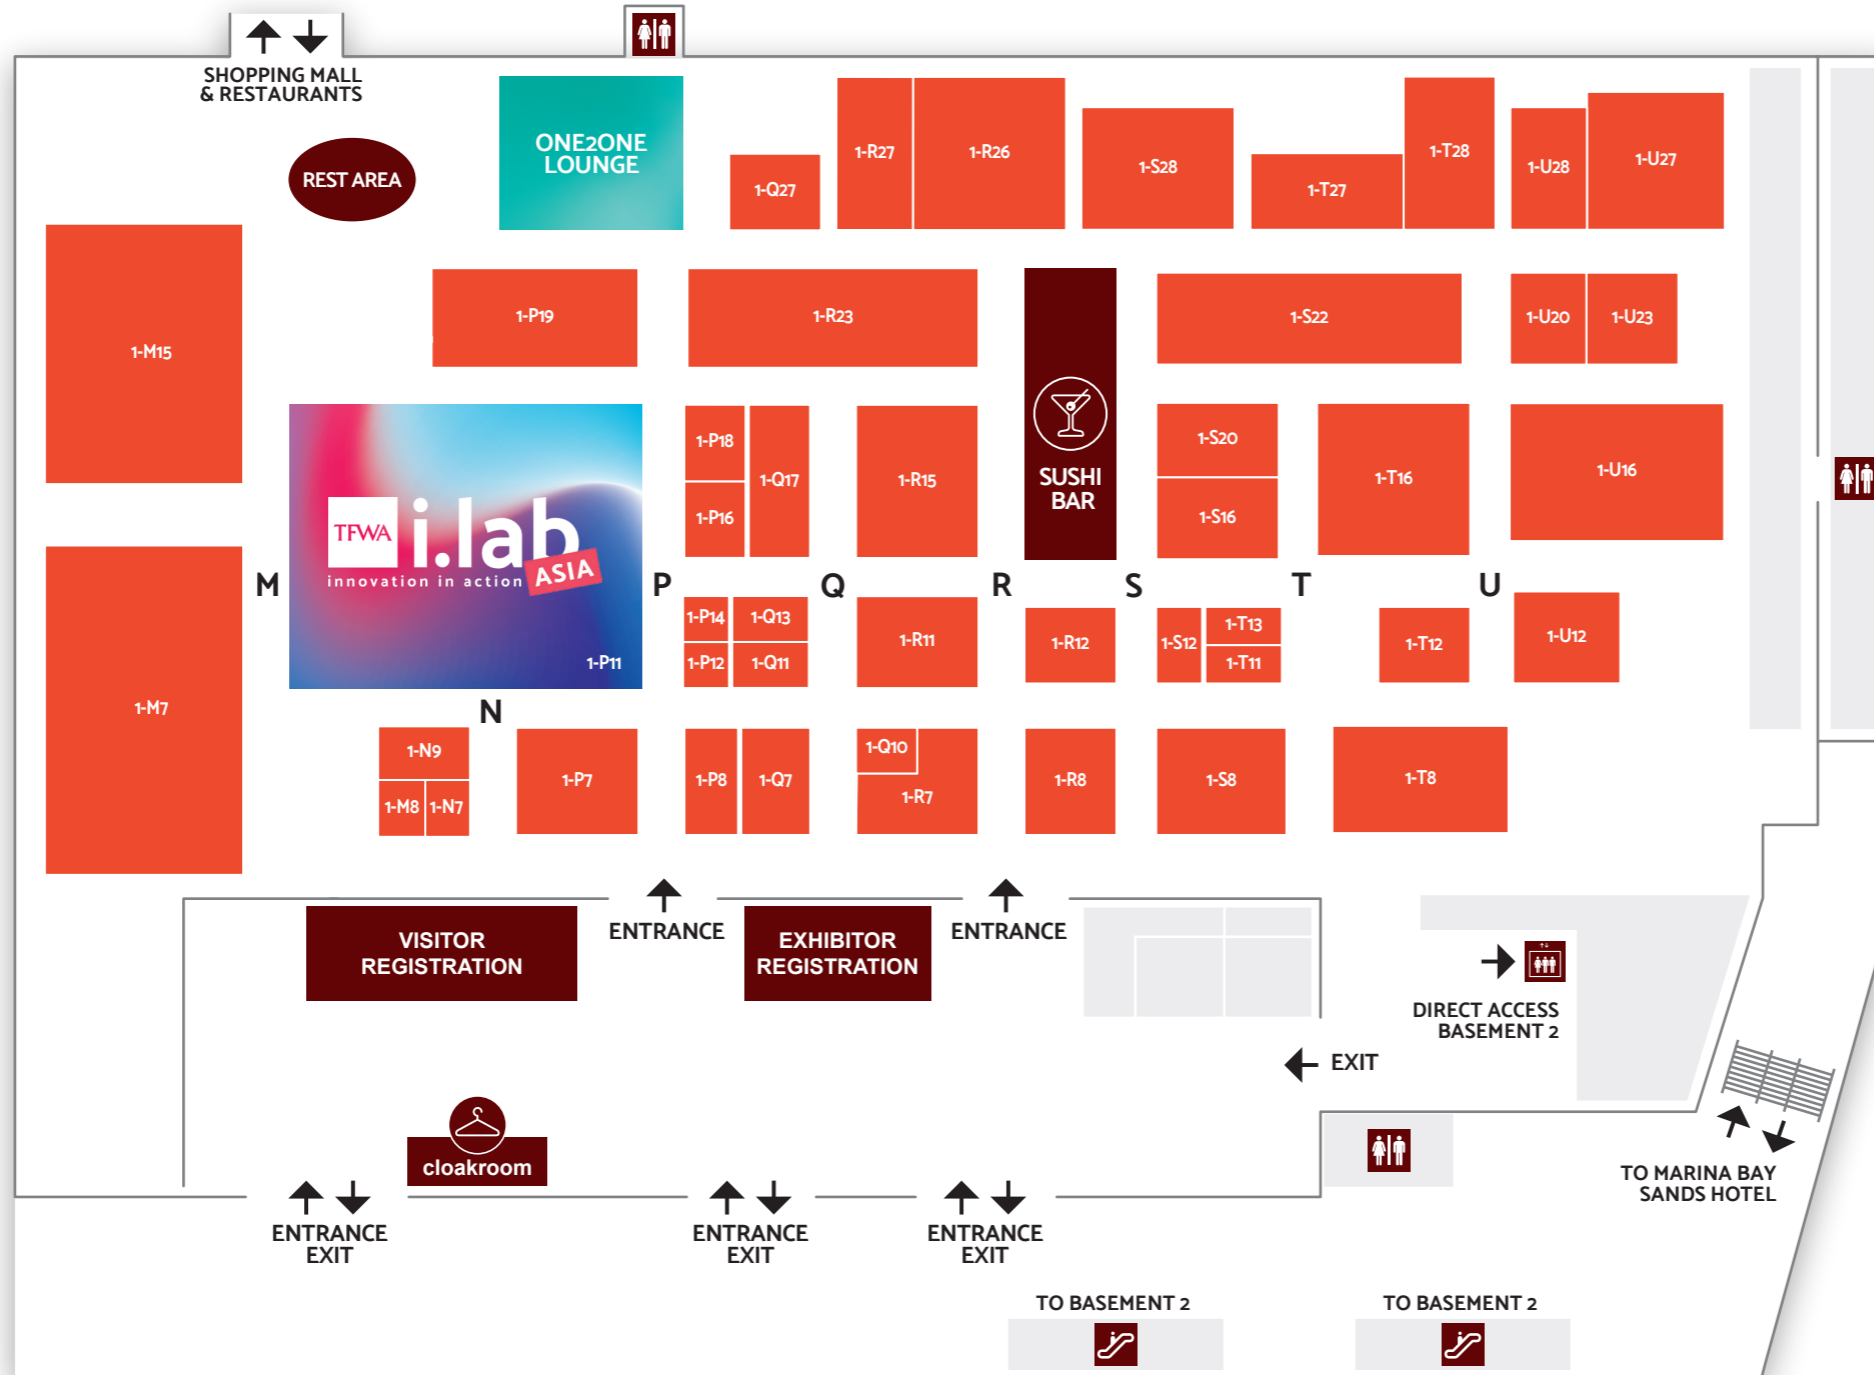 SHOPPING MALL
& RESTAURANTS
REST AREA
ONE2ONE
LOUNGE
1-Q27
1-R27
1-R26
1-S28
1-T27
1-T28
1-U28
1-U27
1-M15
1-P19
1-R23
1-S22
1-U20
1-U23
1-P18
1-P16
1-Q17
1-R15
SUSHI
BAR
1-S20
1-S16
1-T16
1-U16
TFWA i.lab
innovation in action ASIA
1-P11
M
P
Q
R
S
T
U
1-P14
1-Q13
1-P12
1-Q11
1-R11
1-R12
1-S12
1-T13
1-T11
1-T12
1-U12
1-M7
N
1-N9
1-M8
1-N7
1-P7
1-P8
1-Q7
1-Q10
1-R7
1-R8
1-S8
1-T8
VISITOR
REGISTRATION
ENTRANCE
EXHIBITOR
REGISTRATION
ENTRANCE
DIRECT ACCESS
BASEMENT 2
EXIT
cloakroom
TO MARINA BAY
SANDS HOTEL
ENTRANCE
EXIT
ENTRANCE
EXIT
ENTRANCE
EXIT
TO BASEMENT 2
TO BASEMENT 2